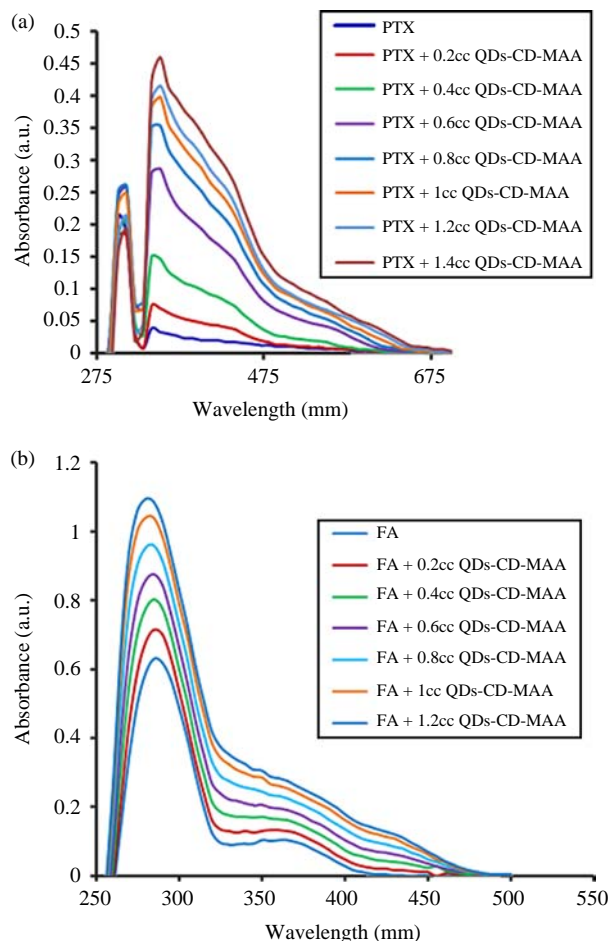 (a)
0.5
0.45
0.4
0.35
0.3
0.25
0.2
0.15
0.1
0.05
0
Absorbance (a.u.)
275
475
675
Wavelength (mm)
PTX
PTX + 0.2cc QDs-CD-MAA
PTX + 0.4cc QDs-CD-MAA
PTX + 0.6cc QDs-CD-MAA
PTX + 0.8cc QDs-CD-MAA
PTX + 1cc QDs-CD-MAA
PTX + 1.2cc QDs-CD-MAA
PTX + 1.4cc QDs-CD-MAA
(b)
1.2
1
0.8
0.6
0.4
0.2
0
Absorbance (a.u.)
250
300
350
400
450
500
550
Wavelength (mm)
FA
FA + 0.2cc QDs-CD-MAA
FA + 0.4cc QDs-CD-MAA
FA + 0.6cc QDs-CD-MAA
FA + 0.8cc QDs-CD-MAA
FA + 1cc QDs-CD-MAA
FA + 1.2cc QDs-CD-MAA